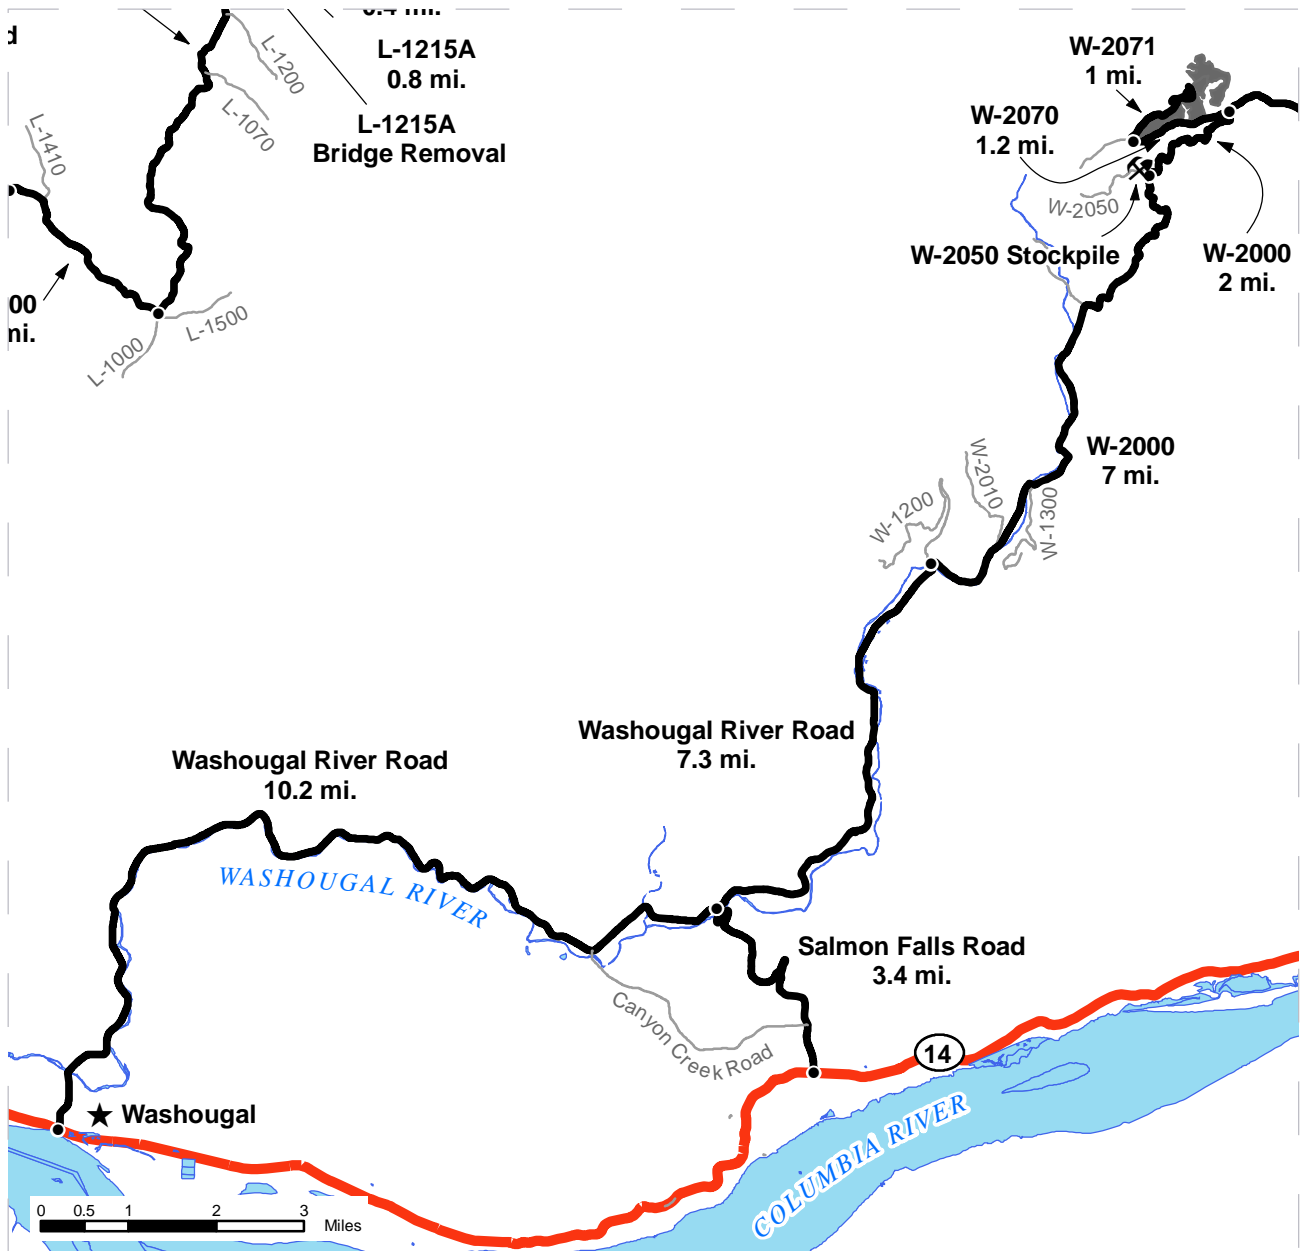 L-1215A
0.8 mi.
L-1215A
Bridge Removal
L-1200
L-1070
L-1410
L-1500
L-1000
mi.
W-2071
1 mi.
W-2070
1.2 mi.
W-2050
W-2050 Stockpile
W-2000
2 mi.
W-2000
7 mi.
W-2010
W-1200
W-1300
Washougal River Road
7.3 mi.
Washougal River Road
10.2 mi.
WASHOUGAL RIVER
Salmon Falls Road
3.4 mi.
Canyon Creek Road
14
Washougal
COLUMBIA RIVER
0 0.5 1 2 3
Miles